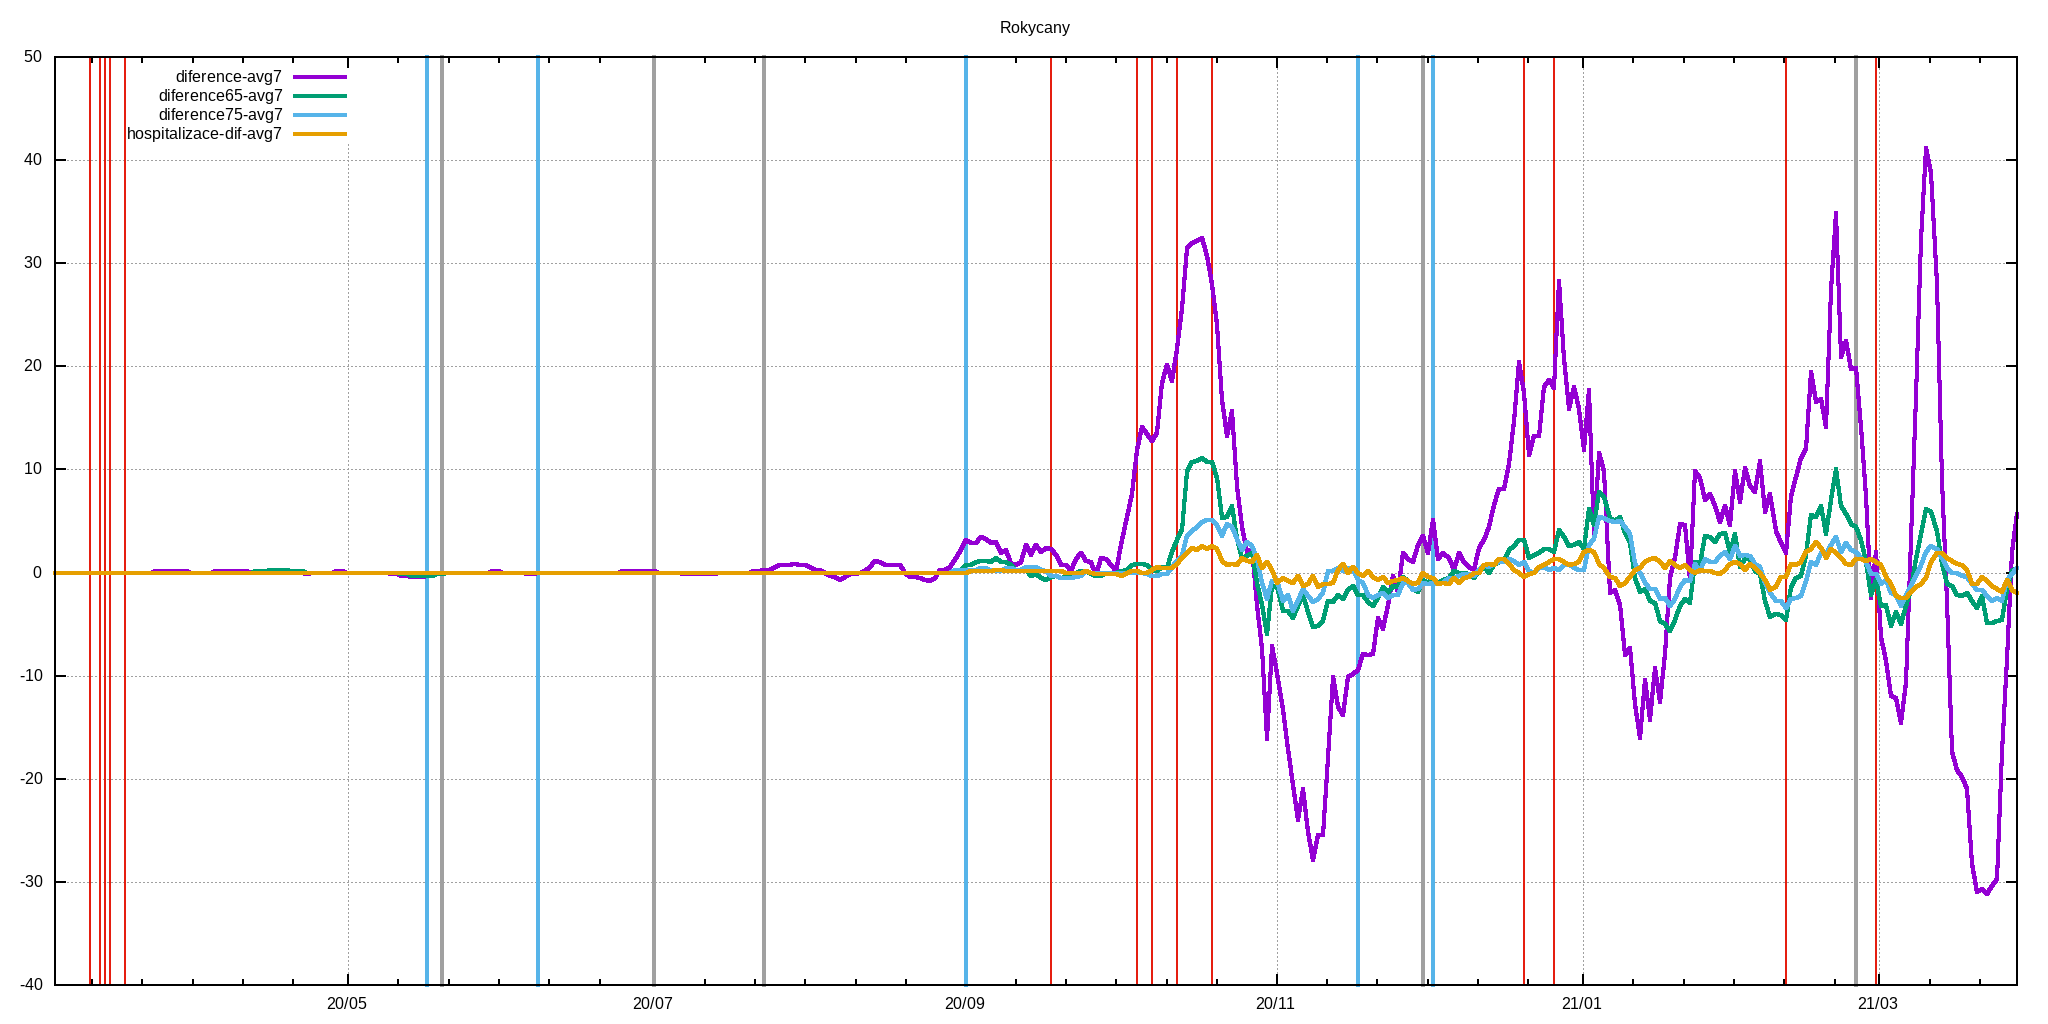 Rokycany
50
diference-avg7
diference65-avg7
diference75-avg7
hospitalizace-dif-avg7
40
30
20
10
0
-10
-20
-30
-40
20/05 20/07 20/09 20/11 21/01 21/03